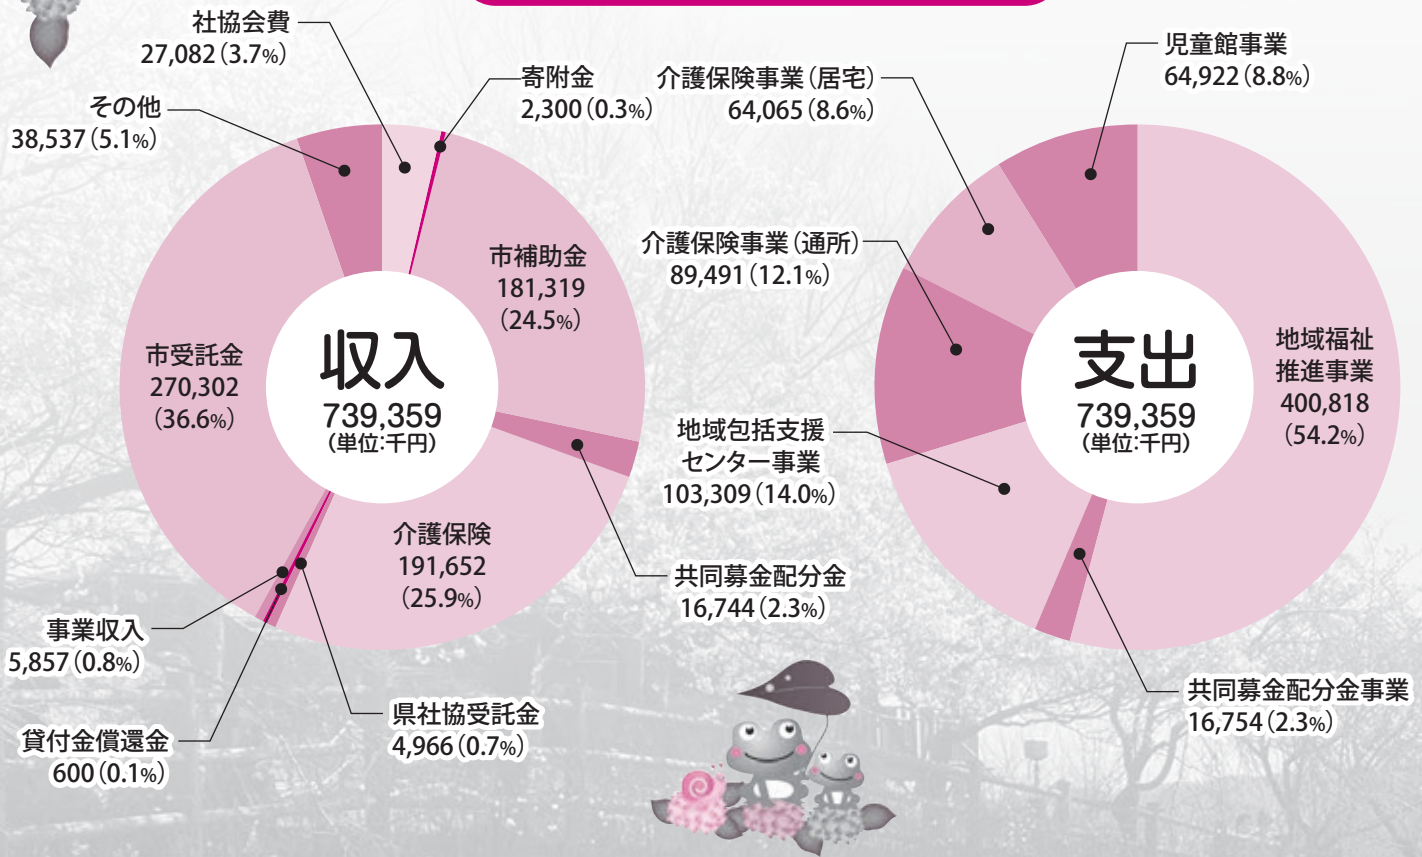 社協会費
27,082（3.7%）
寄附金
2,300（0.3%）
その他
38,537（5.1%）
市補助金
181,319
（24.5%）
市受託金
270,302
（36.6%）
収入
739,359
（単位:千円）
介護保険
191,652
（25.9%）
共同募金配分金
16,744（2.3%）
事業収入
5,857（0.8%）
貸付金償還金
600（0.1%）
県社協受託金
4,966（0.7%）
児童館事業
64,922（8.8%）
介護保険事業（居宅）
64,065（8.6%）
介護保険事業（通所）
89,491（12.1%）
支出
739,359
（単位:千円）
地域福祉
推進事業
400,818
（54.2%）
地域包括支援
センター事業
103,309（14.0%）
共同募金配分金事業
16,754（2.3%）